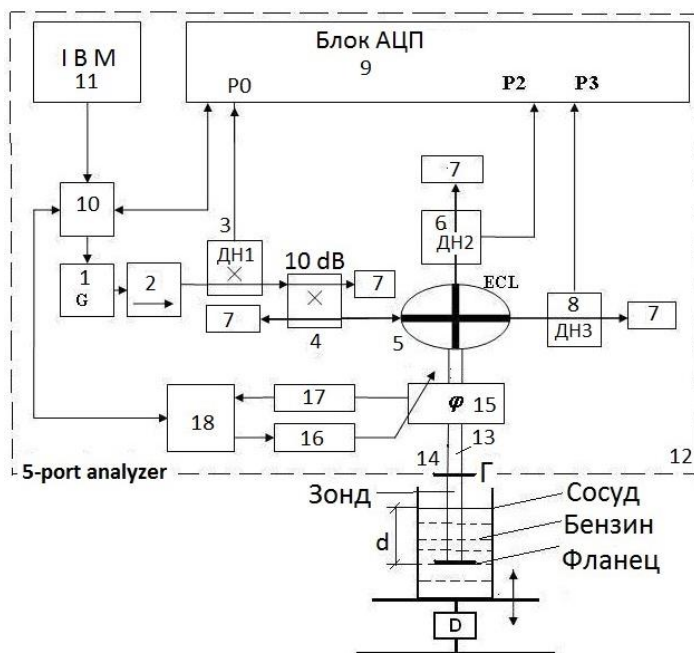 I B M
11
Блок АЦП
9
P0
P2
P3
10
1
G
2
3
ДН1
10 dB
7
7
4
6
ДН2
7
ECL
5
8
ДН3
7
φ
15
17
16
18
13
14
Г
12
5-port analyzer
Зонд
Сосуд
Бензин
Фланец
d
D